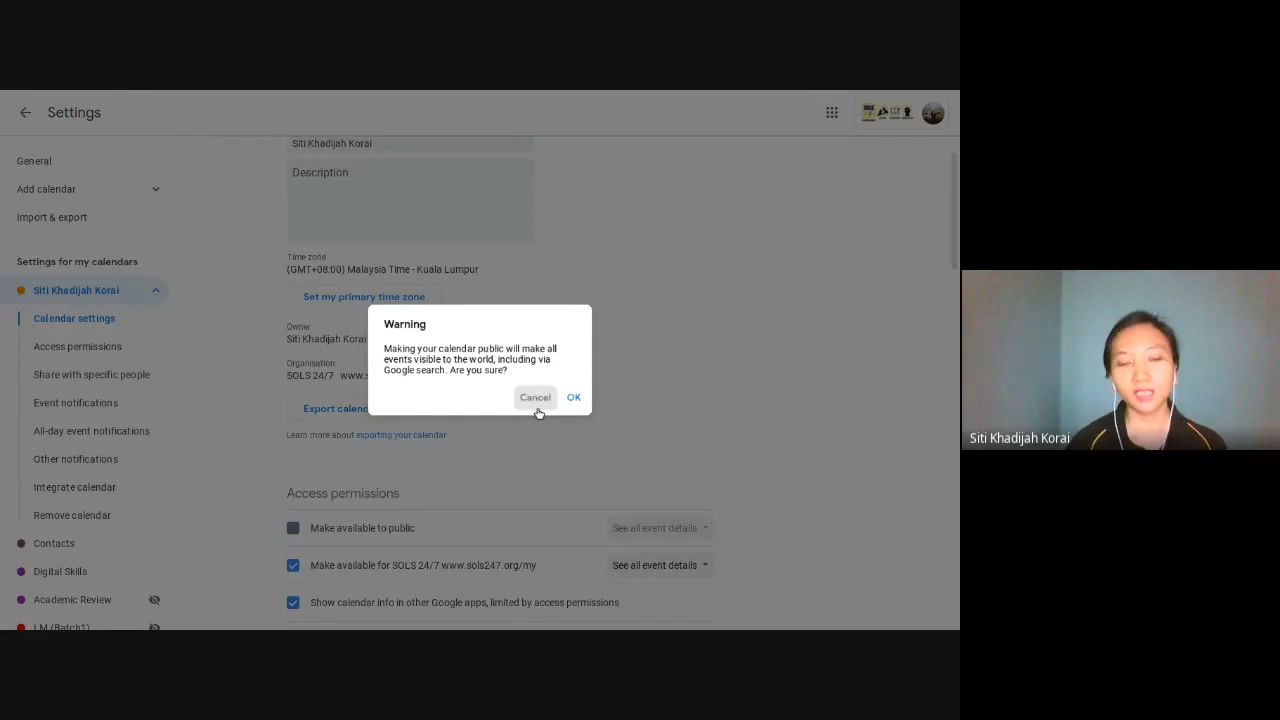 Settings
General
Add calendar
Import & export
Settings for my calendars
Siti Khadijah Korai
Calendar settings
Access permissions
Share with specific people
Event notifications
All-day event notifications
Other notifications
Integrate calendar
Remove calendar
Contacts
Digital Skills
Academic Review
LM (Batch1)
Siti Khadijah Korai
Description
Time zone
(GMT+08:00) Malaysia Time - Kuala Lumpur
Set my primary time zone
Owner
Siti Khadijah Korai
Organisation
SOLS 24/7 www.s
Export calend
Learn more about exporting your calendar
Warning
Making your calendar public will make all
events visible to the world, including via
Google search. Are you sure?
Cancel OK
Access permissions
Make available to public See all event details
Make available for SOLS 24/7 www.sols247.org/my See all event details
Show calendar info in other Google apps, limited by access permissions
Siti Khadijah Korai